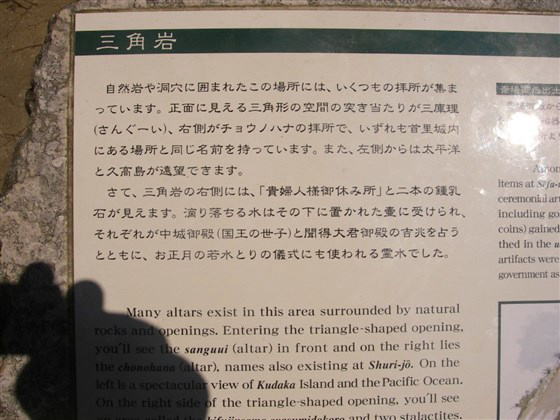 三角岩
自然岩や洞穴に囲まれたこの場所には、いくつもの拝所が集ま
っています。正面に見える三角形の空間の突き当たりが三庫理
(さんぐーい)、右側がチョウノハナの拝所で、いずれも首里城内
にある場所と同じ名前を持っています。また、左側からは太平洋
と久高島が遠望できます。
さて、三角岩の右側には、「貴婦人様御休み所」と二本の鍾乳
石が見えます。滴り落ちる水はその下に置かれた壷に受けられ、
それぞれが中城御殿(国王の世子)と聞得大君御殿の吉兆を占う
とともに、お正月の若水とりの儀式にも使われる霊水でした。
Many altars exist in this area surrounded by natural
rocks and openings. Entering the triangle-shaped opening,
you'll see the sanguui (altar) in front and on the right lies
the chonohana (altar), names also existing at Shuri-jō. On the
left is a spectacular view of Kudaka Island and the Pacific Ocean.
On the right side of the triangle-shaped opening, you'll see
and two stalactites.
items at Sēfa-
ceremonial art
including go
coins) gained
thed in the
artifacts were
government as